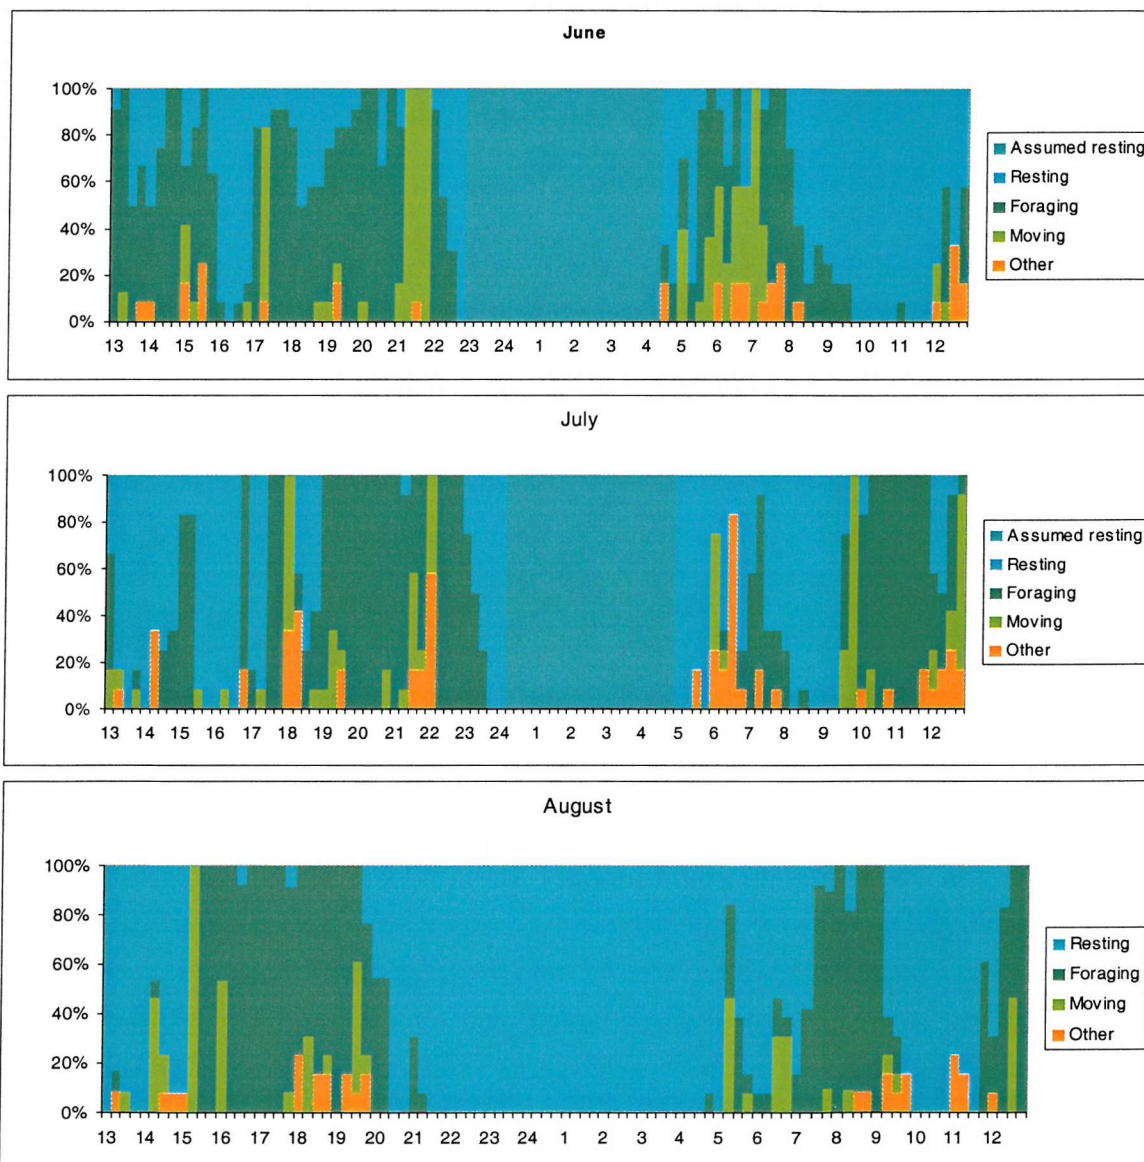 June
100%
80%
60%
40%
20%
0%
13 14 15 16 17 18 19 20 21 22 23 24 1 2 3 4 5 6 7 8 9 10 11 12
Assumed resting
Resting
Foraging
Moving
Other
July
100%
80%
60%
40%
20%
0%
13 14 15 16 17 18 19 20 21 22 23 24 1 2 3 4 5 6 7 8 9 10 11 12
Assumed resting
Resting
Foraging
Moving
Other
August
100%
80%
60%
40%
20%
0%
13 14 15 16 17 18 19 20 21 22 23 24 1 2 3 4 5 6 7 8 9 10 11 12
Resting
Foraging
Moving
Other